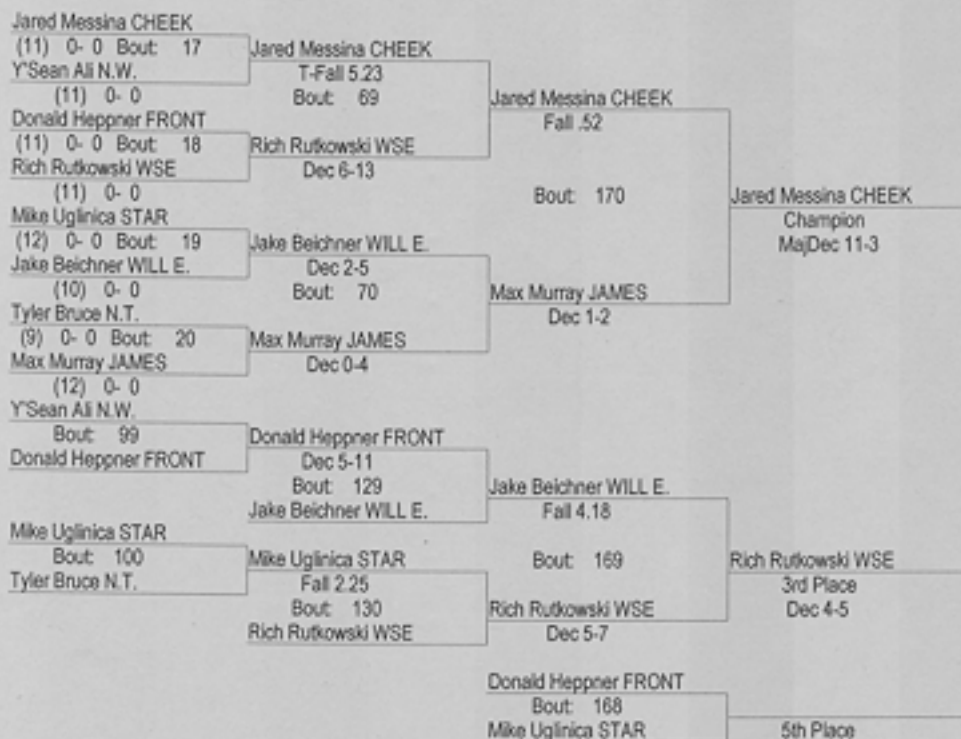 Jared Messina CHEEK
(11) 0- 0 Bout: 17
Y'Sean Ali N.W.
(11) 0- 0
Donald Heppner FRONT
(11) 0- 0 Bout: 18
Rich Rutkowski WSE
(11) 0- 0
Mike Uglinica STAR
(12) 0- 0 Bout: 19
Jake Beichner WILL E.
(10) 0- 0
Tyler Bruce N.T.
(9) 0- 0 Bout: 20
Max Murray JAMES
(12) 0- 0
Y'Sean Ali N.W.
Bout: 99
Donald Heppner FRONT
Mike Uglinica STAR
Bout: 100
Tyler Bruce N.T.
Jared Messina CHEEK
T-Fall 5.23
Bout: 69
Rich Rutkowski WSE
Dec 6-13
Jake Beichner WILL E.
Dec 2-5
Bout: 70
Max Murray JAMES
Dec 0-4
Donald Heppner FRONT
Dec 5-11
Bout: 129
Jake Beichner WILL E.
Mike Uglinica STAR
Fall 2.25
Bout: 130
Rich Rutkowski WSE
Jared Messina CHEEK
Fall .52
Bout: 170
Max Murray JAMES
Dec 1-2
Jake Beichner WILL E.
Fall 4.18
Bout: 169
Rich Rutkowski WSE
Dec 5-7
Donald Heppner FRONT
Bout: 168
Mike Uglinica STAR
Jared Messina CHEEK
Champion
MajDec 11-3
Rich Rutkowski WSE
3rd Place
Dec 4-5
5th Place